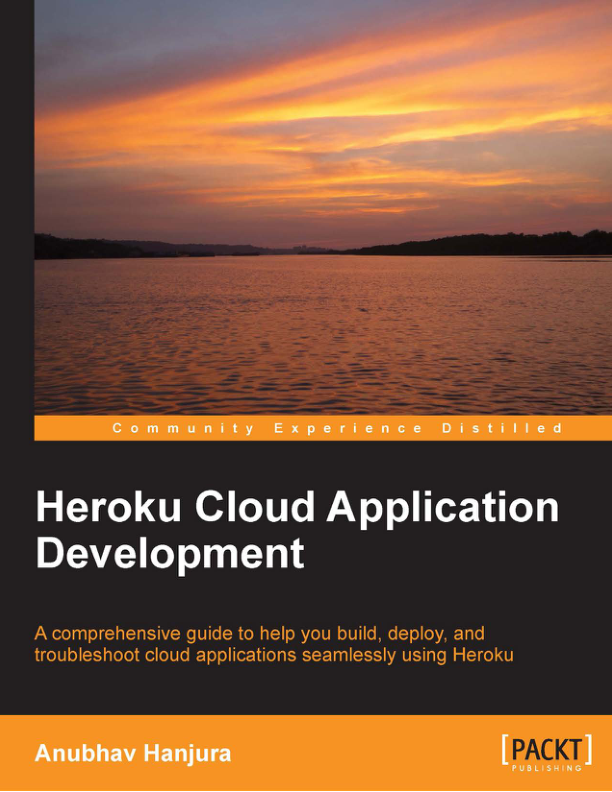 Community Experience Distilled
Heroku Cloud Application
Development
A comprehensive guide to help you build, deploy, and
troubleshoot cloud applications seamlessly using Heroku
Anubhav Hanjura
[PACKT]
PUBLISHING